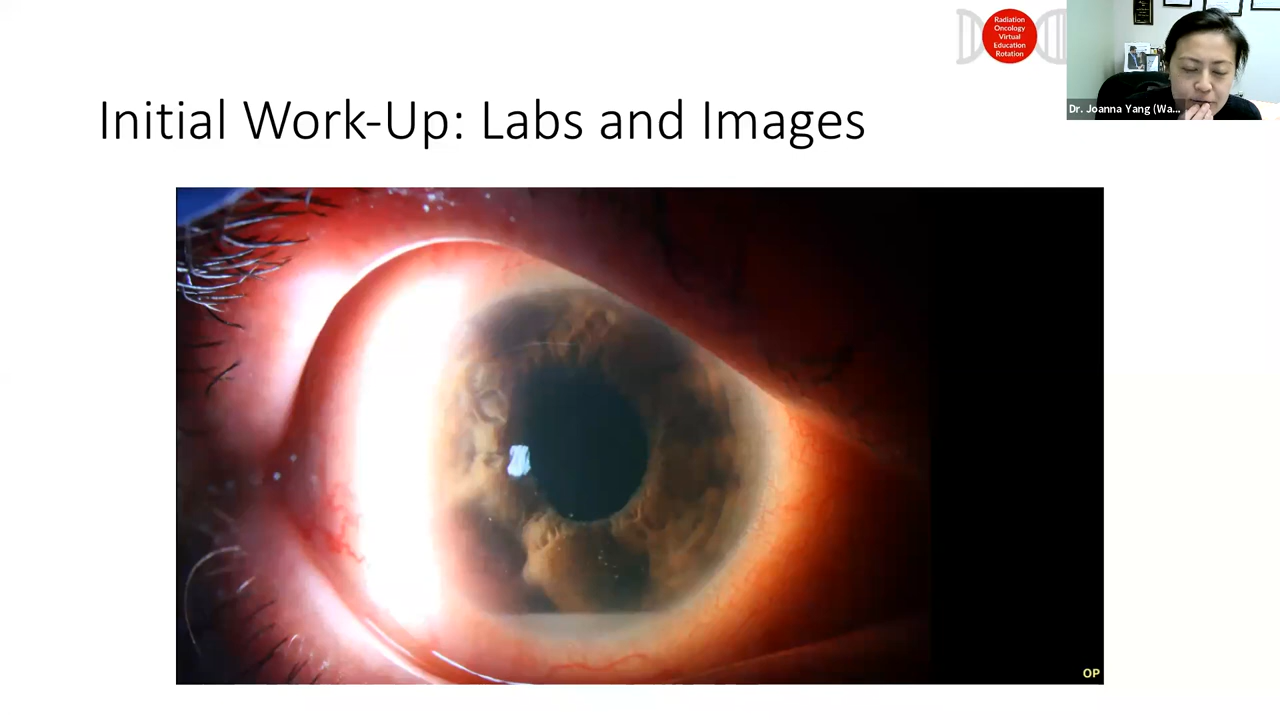 Radiation
Oncology
Virtual
Education
Rotation
Dr. Joanna Yang (Wa...
Initial Work-Up: Labs and Images
OP